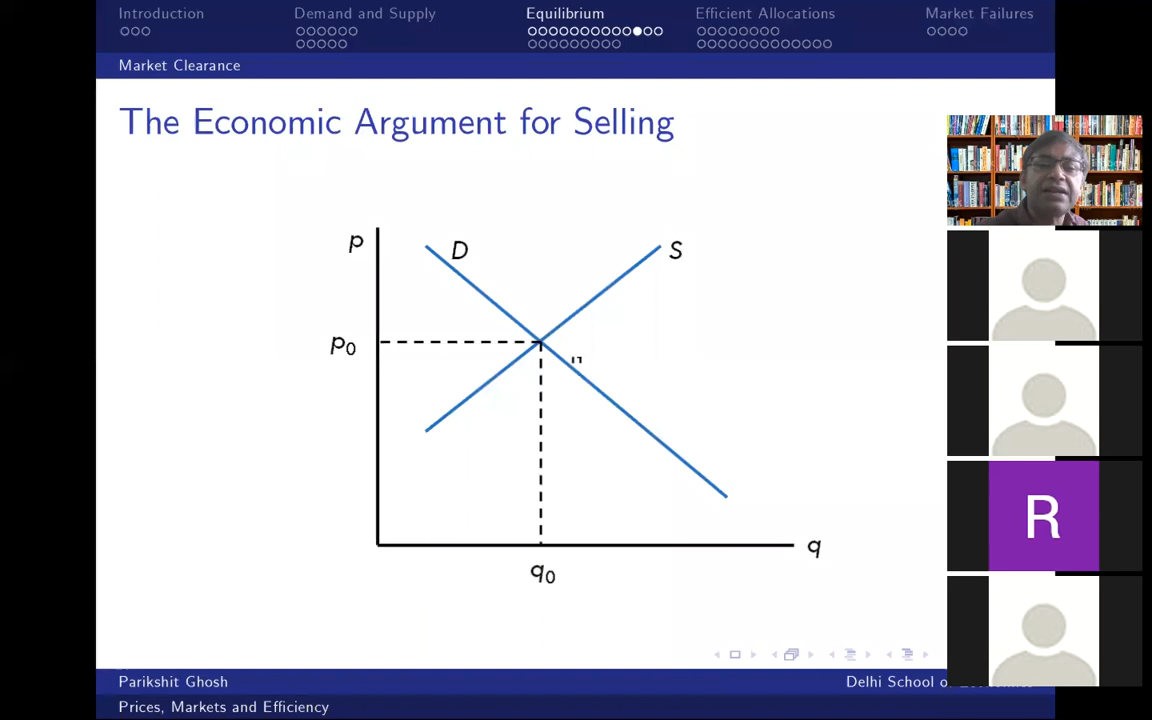 Introduction Demand and Supply Equilibrium Efficient Allocations Market Failures
Market Clearance
The Economic Argument for Selling
p
D
S
p₀
q
q₀
R
Parikshit Ghosh
Delhi School of
Prices, Markets and Efficiency